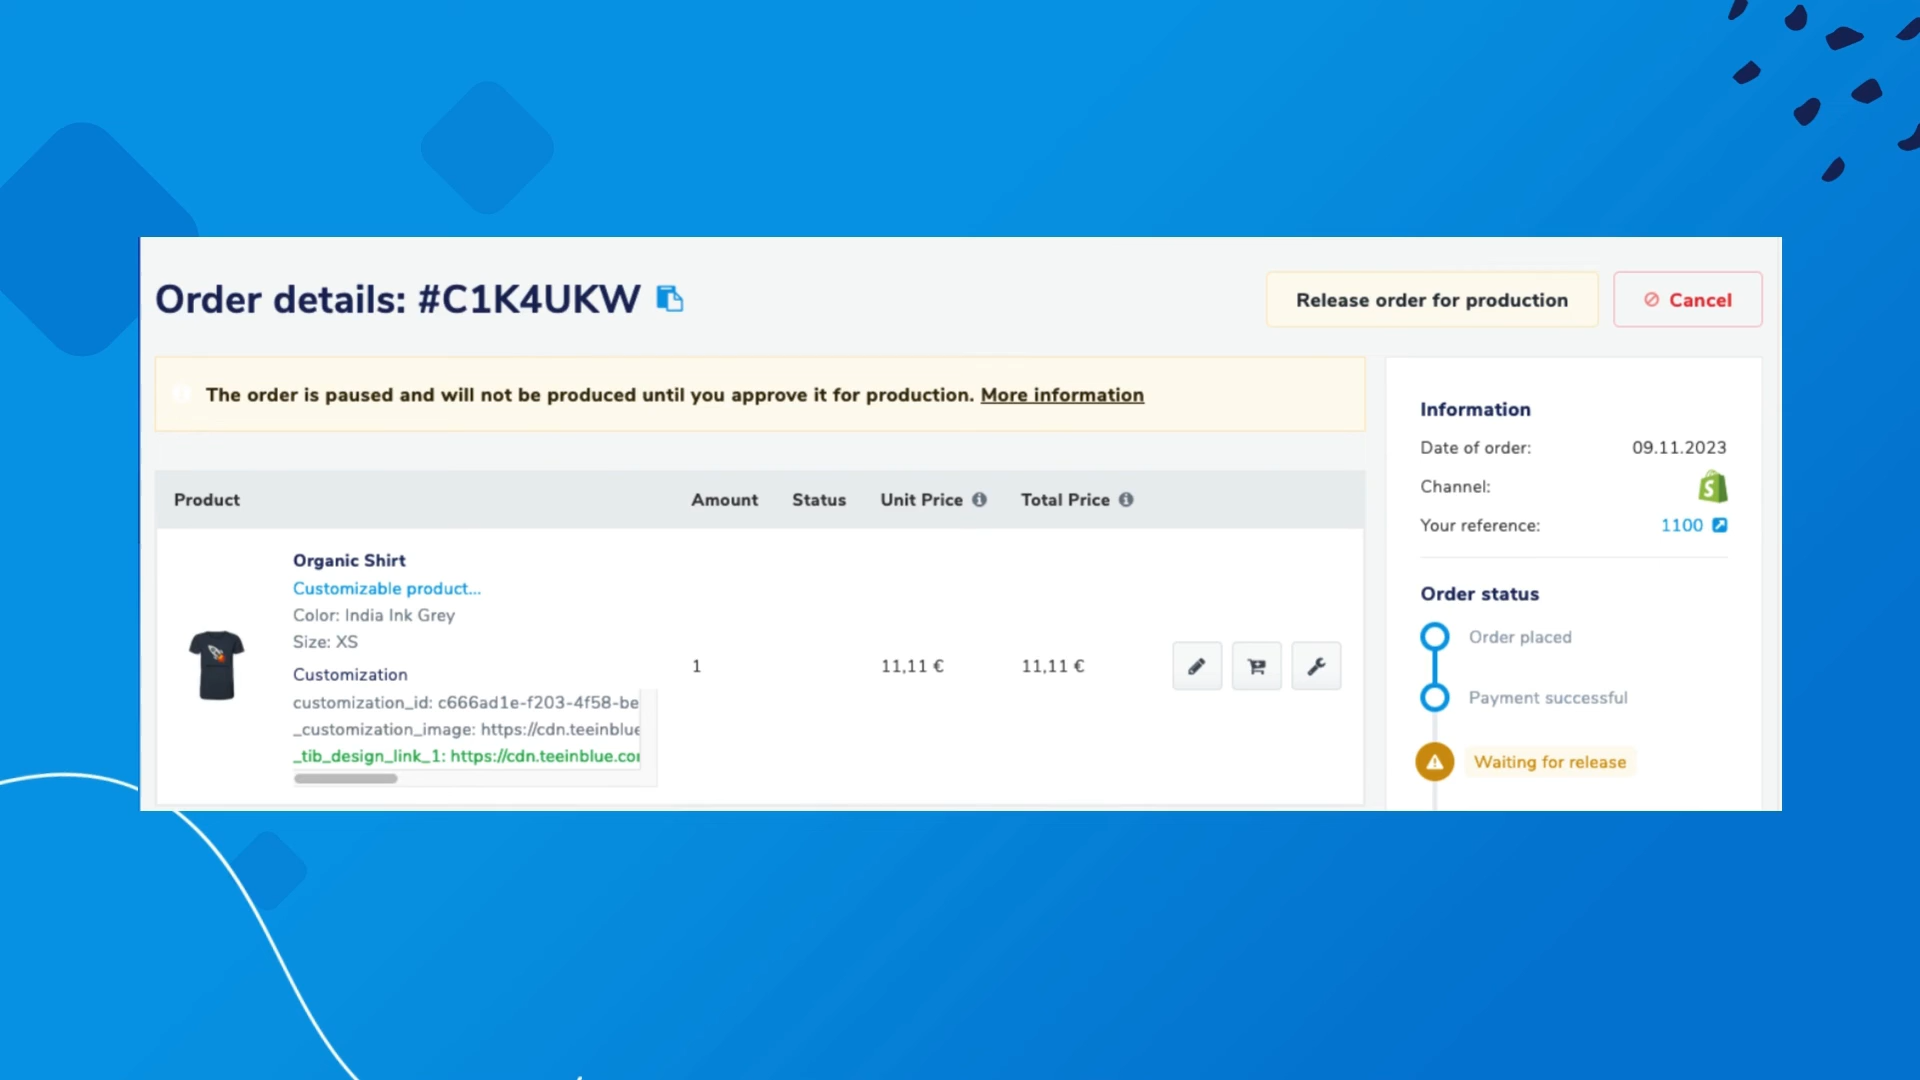 Order details: #C1K4UKW
Release order for production
Cancel
The order is paused and will not be produced until you approve it for production. More information
Product Amount Status Unit Price Total Price
Organic Shirt
Customizable product...
Color: India Ink Grey
Size: XS
Customization
customization_id: c666ad1e-f203-4f58-be
_customization_image: https://cdn.teeinblue
_tib_design_link_1: https://cdn.teeinblue.co
1 11,11 € 11,11 €
Information
Date of order: 09.11.2023
Channel:
Your reference: 1100
Order status
Order placed
Payment successful
Waiting for release